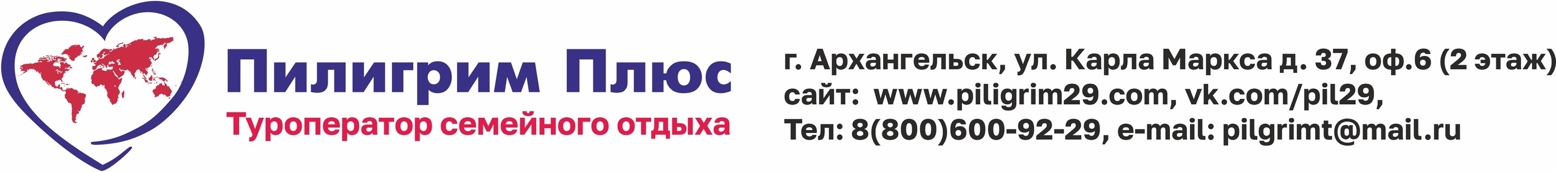 Пилигрим Плюс
Туроператор семейного отдыха
г. Архангельск, ул. Карла Маркса д. 37, оф.6 (2 этаж)
сайт: www.piligrim29.com, vk.com/pil29,
Тел: 8(800)600-92-29, e-mail: pilgrimt@mail.ru